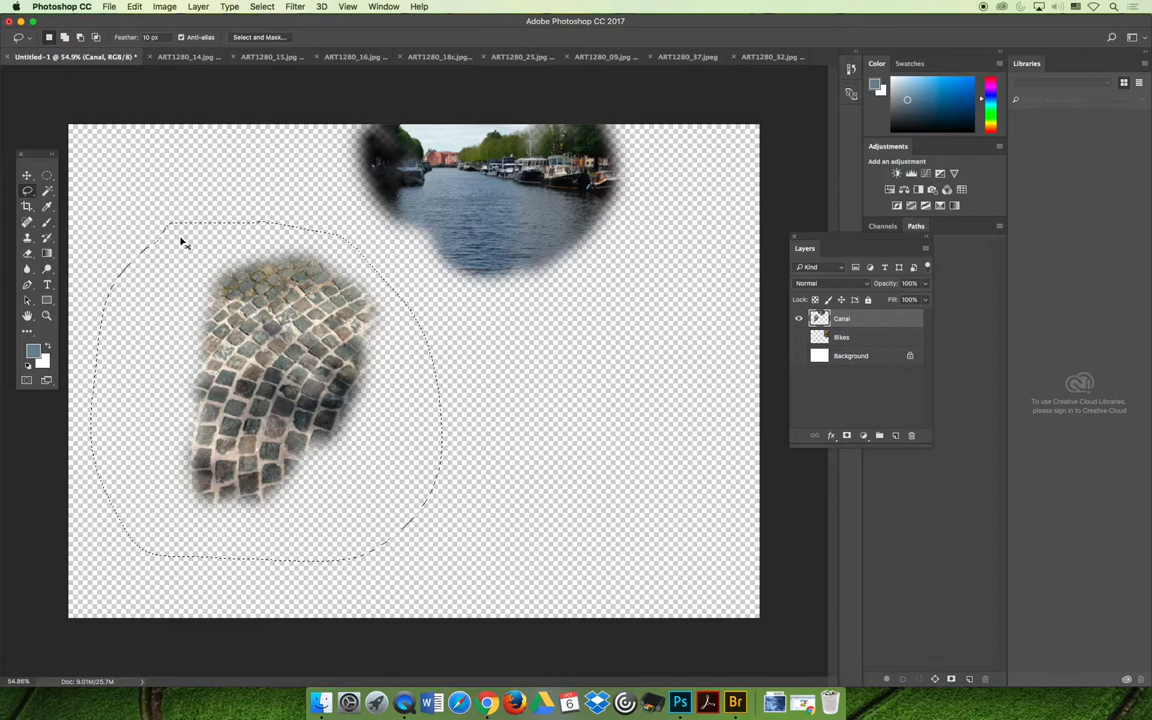 Photoshop CC File Edit Image Layer Type Select Filter 3D View Window Help
Adobe Photoshop CC 2017
Feather: 10 px Anti-alias Select and Mask...
Untitled-1 @ 54.9% (Canal, RGB/8) * ART1280_14.jpg ... ART1280_15.jpg ... ART1280_16.jpg ... ART1280_18c.jpg... ART1280_25.jpg ... ART1280_09.jpg ... ART1280_37.jpeg ART1280_32.jpg ...
Color Swatches
Libraries
Adjustments
Add an adjustment
Channels Paths
Layers
Kind
Normal Opacity: 100%
Lock: Fill: 100%
Canal
Bikes
Background
To use Creative Cloud Libraries,
please sign in to Creative Cloud
54.86% Doc: 9.01M/25.7M
OCT
6
W
Ps
Br